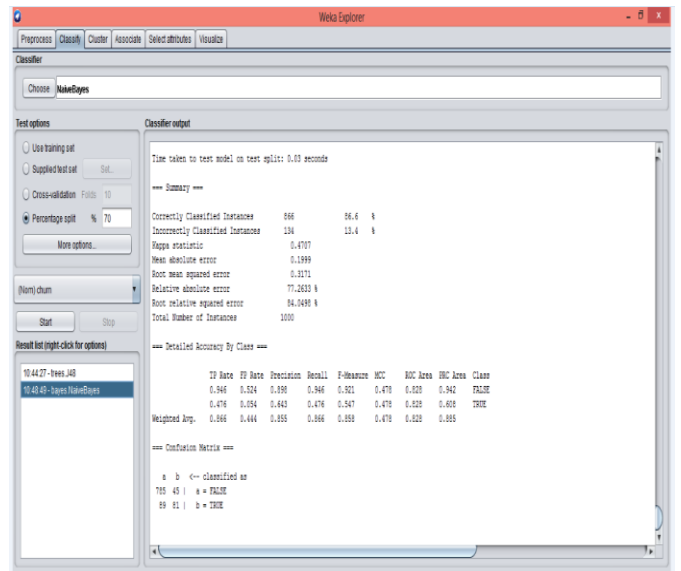 Weka Explorer
Preprocess Classify Cluster Associate Select attributes Visualize
Classifier
Choose NaiveBayes
Test options
Use training set
Supplied test set Set...
Cross-validation Folds 10
Percentage split % 70
More options...
(Nom) churn
Start Stop
Result list (right-click for options)
10:44:27 - trees.J48
10:48:49 - bayes.NaiveBayes
Classifier output
Time taken to test model on test split: 0.03 seconds
=== Summary ===
Correctly Classified Instances 866 86.6 %
Incorrectly Classified Instances 134 13.4 %
Kappa statistic 0.4707
Mean absolute error 0.1999
Root mean squared error 0.3171
Relative absolute error 77.2633 %
Root relative squared error 84.0498 %
Total Number of Instances 1000
=== Detailed Accuracy By Class ===
TP Rate FP Rate Precision Recall F-Measure MCC ROC Area PRC Area Class
0.946 0.524 0.898 0.946 0.921 0.478 0.828 0.942 FALSE
0.476 0.054 0.643 0.476 0.547 0.478 0.828 0.608 TRUE
Weighted Avg. 0.866 0.444 0.855 0.866 0.858 0.478 0.828 0.885
=== Confusion Matrix ===
a b <-- classified as
785 45 | a = FALSE
89 81 | b = TRUE